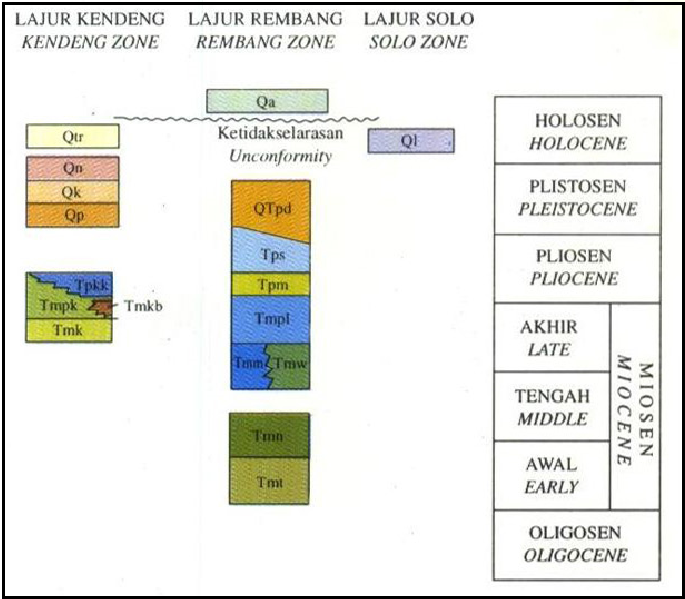 LAJUR KENDENG
KENDENG ZONE
LAJUR REMBANG
REMBANG ZONE
LAJUR SOLO
SOLO ZONE
Qa
Ketidakselarasan
Unconformity
Qtr
Ql
Qn
Qk
Qp
QTpd
Tps
Tpm
Tmpl
Tmm
Tmw
Tpkk
Tmpk
Tmkb
Tmk
Tmn
Tmt
HOLOSEN
HOLOCENE
PLISTOSEN
PLEISTOCENE
PLIOSEN
PLIOCENE
AKHIR
LATE
TENGAH
MIDDLE
AWAL
EARLY
MIOSEN
MIOCENE
OLIGOSEN
OLIGOCENE